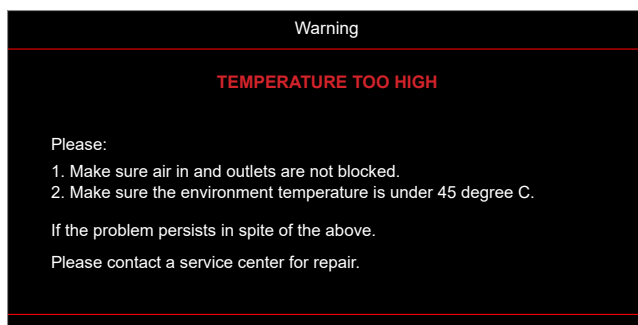 Warning
TEMPERATURE TOO HIGH
Please:
1. Make sure air in and outlets are not blocked.
2. Make sure the environment temperature is under 45 degree C.
If the problem persists in spite of the above.
Please contact a service center for repair.